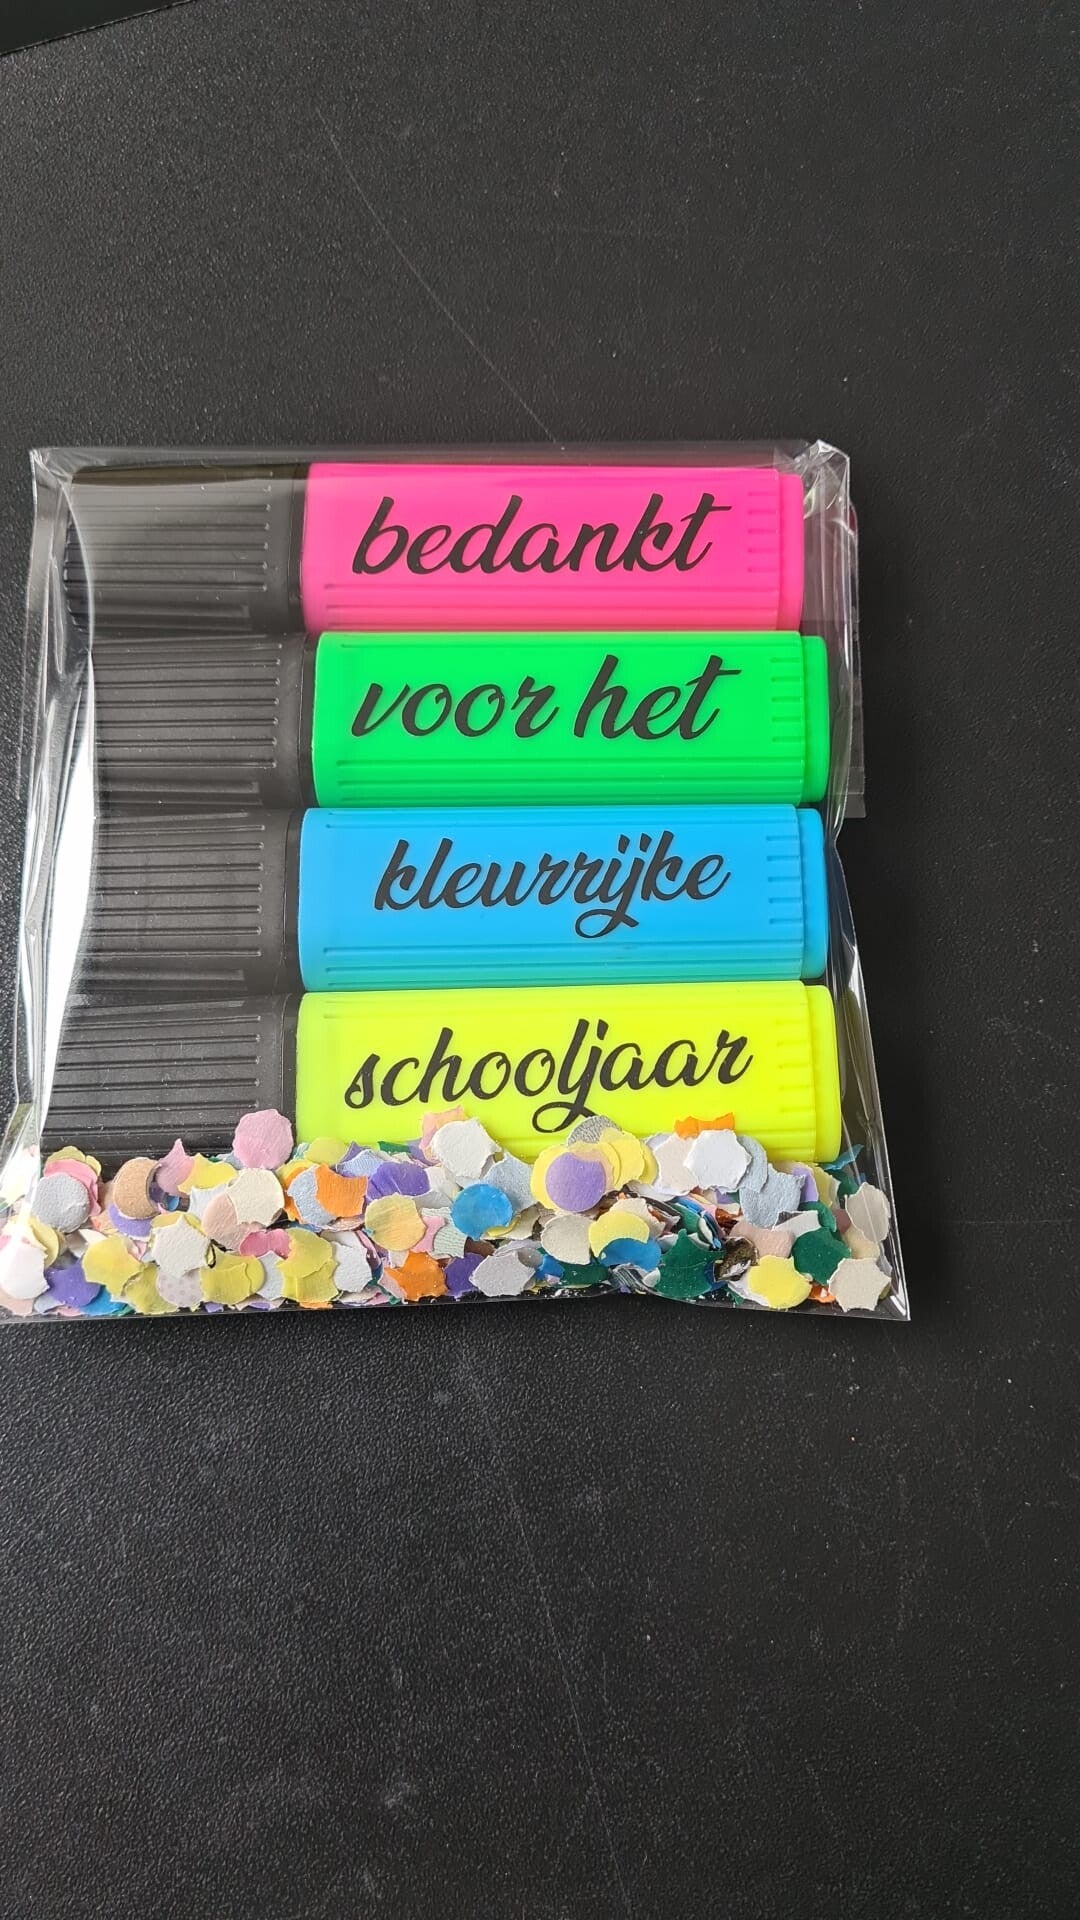 bedankt
voor het
kleurrijke
schooljaar